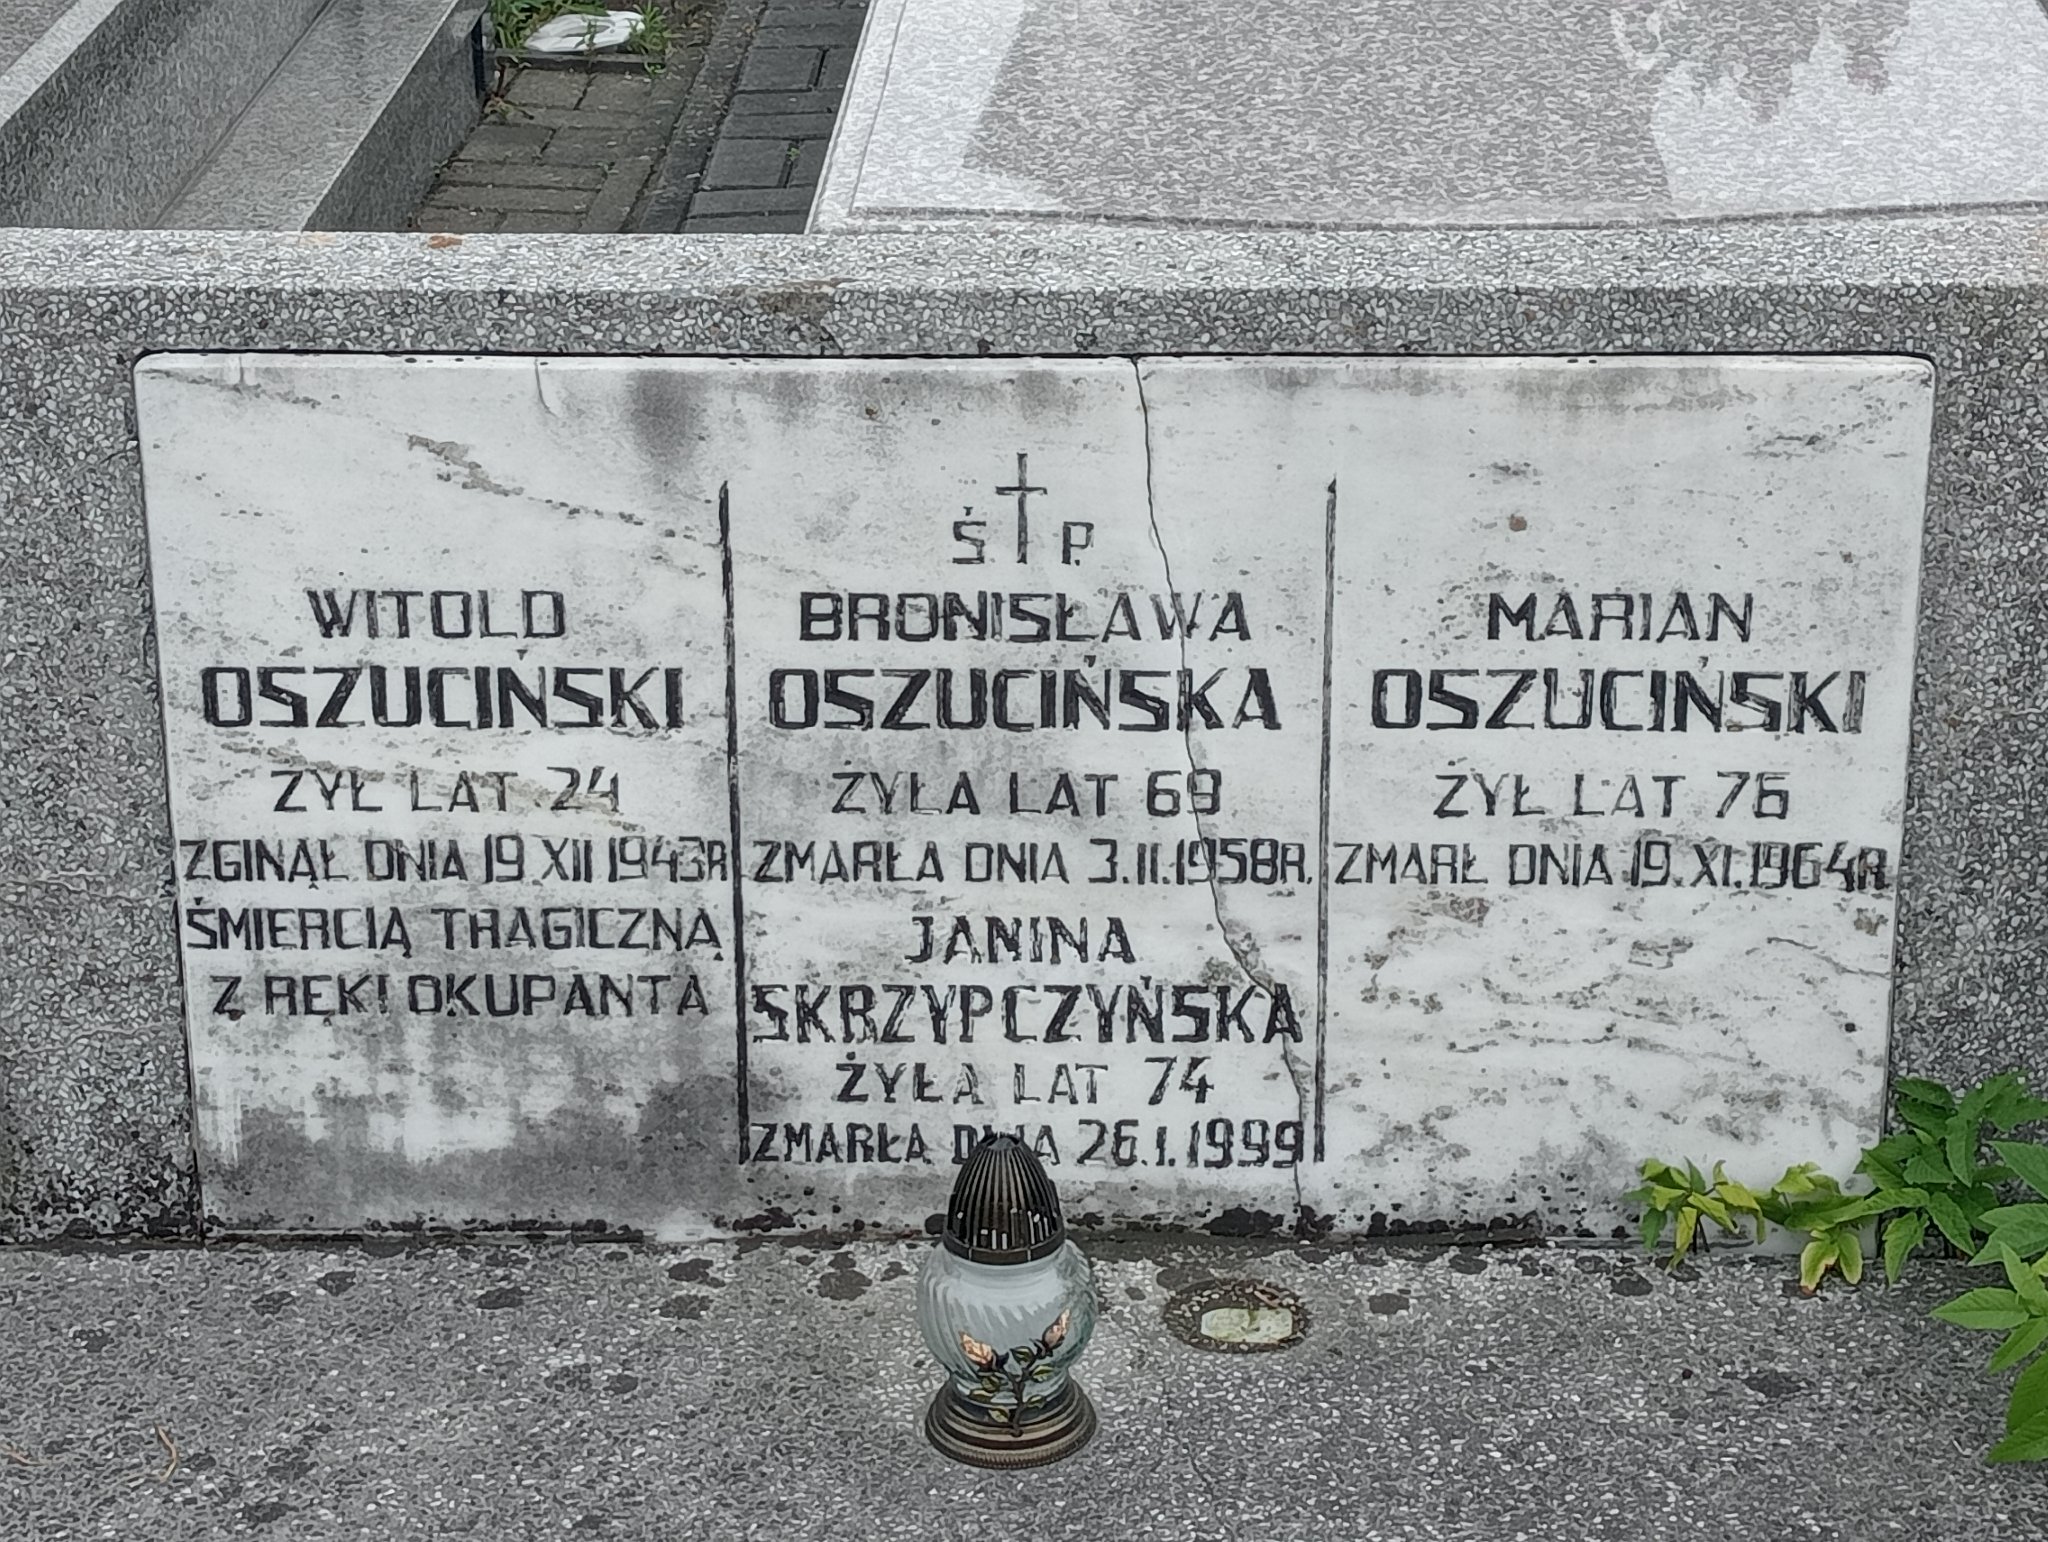 Ś P.
WITOLD
OSZUCIŃSKI
ŻYŁ LAT 24
ZGINĄŁ DNIA 19 XII 1943R
ŚMIERCIĄ TRAGICZNĄ
Z RĘKI OKUPANTA
BRONISŁAWA
OSZUCIŃSKA
ŻYŁA LAT 69
ZMARŁA DNIA 3.II.1958R.
JANINA
SKRZYPCZYŃSKA
ŻYŁA LAT 74
ZMARŁA DNIA 26.I.1999
MARIAN
OSZUCIŃSKI
ŻYŁ LAT 76
ZMARŁ DNIA 19.XI.1964R.